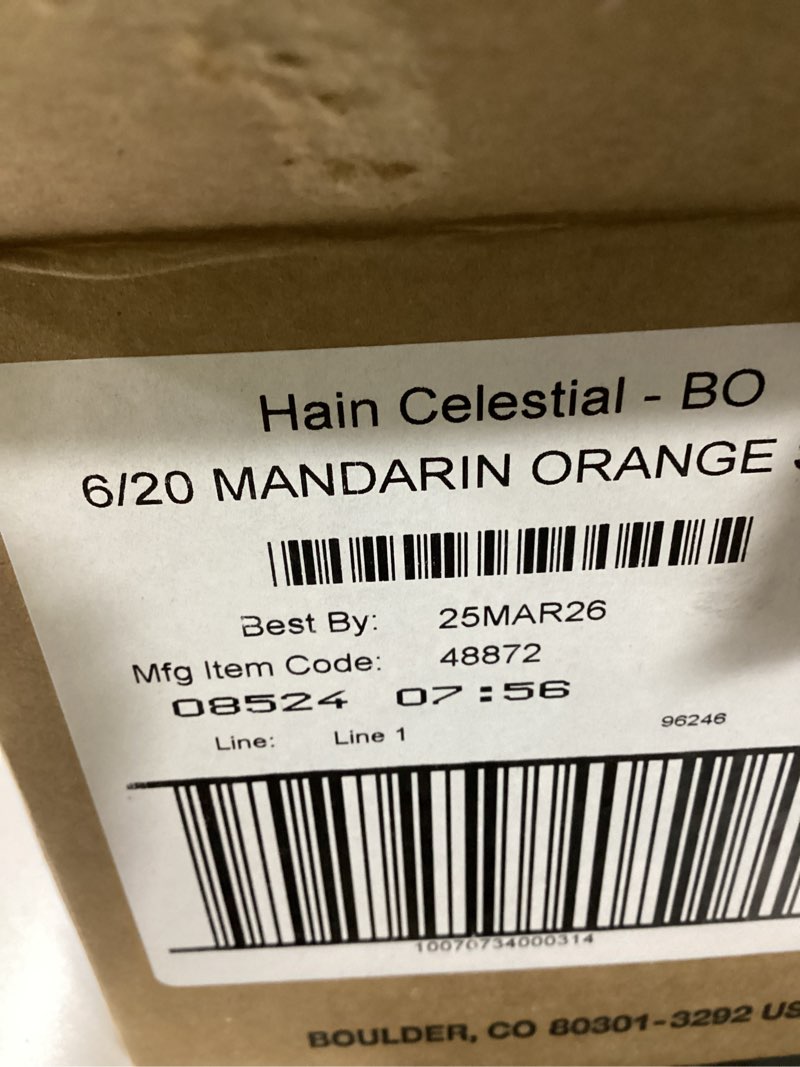 Hain Celestial - BO
6/20 MANDARIN ORANGE
Best By: 25MAR26
Mfg Item Code: 48872
08524 07:56
Line: Line 1 96246
10070734000314
BOULDER, CO 80301-3292 US